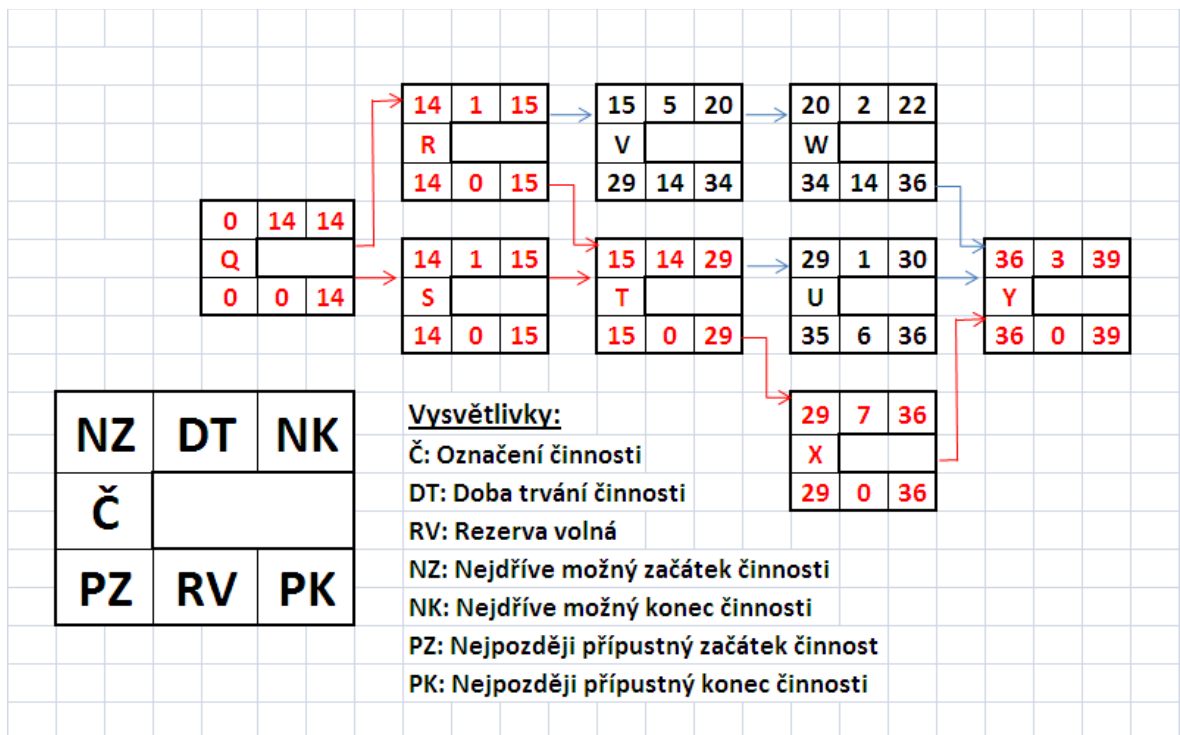 14 1 15
R
14 0 15
15 5 20
V
29 14 34
20 2 22
W
34 14 36
0 14 14
Q
0 0 14
14 1 15
S
14 0 15
15 14 29
T
15 0 29
29 1 30
U
35 6 36
36 3 39
Y
36 0 39
29 7 36
X
29 0 36
NZ DT NK
Č
PZ RV PK
Vysvětlivky:
Č: Označení činnosti
DT: Doba trvání činnosti
RV: Rezerva volná
NZ: Nejdříve možný začátek činnosti
NK: Nejdříve možný konec činnosti
PZ: Nejpozději přípustný začátek činnost
PK: Nejpozději přípustný konec činnosti